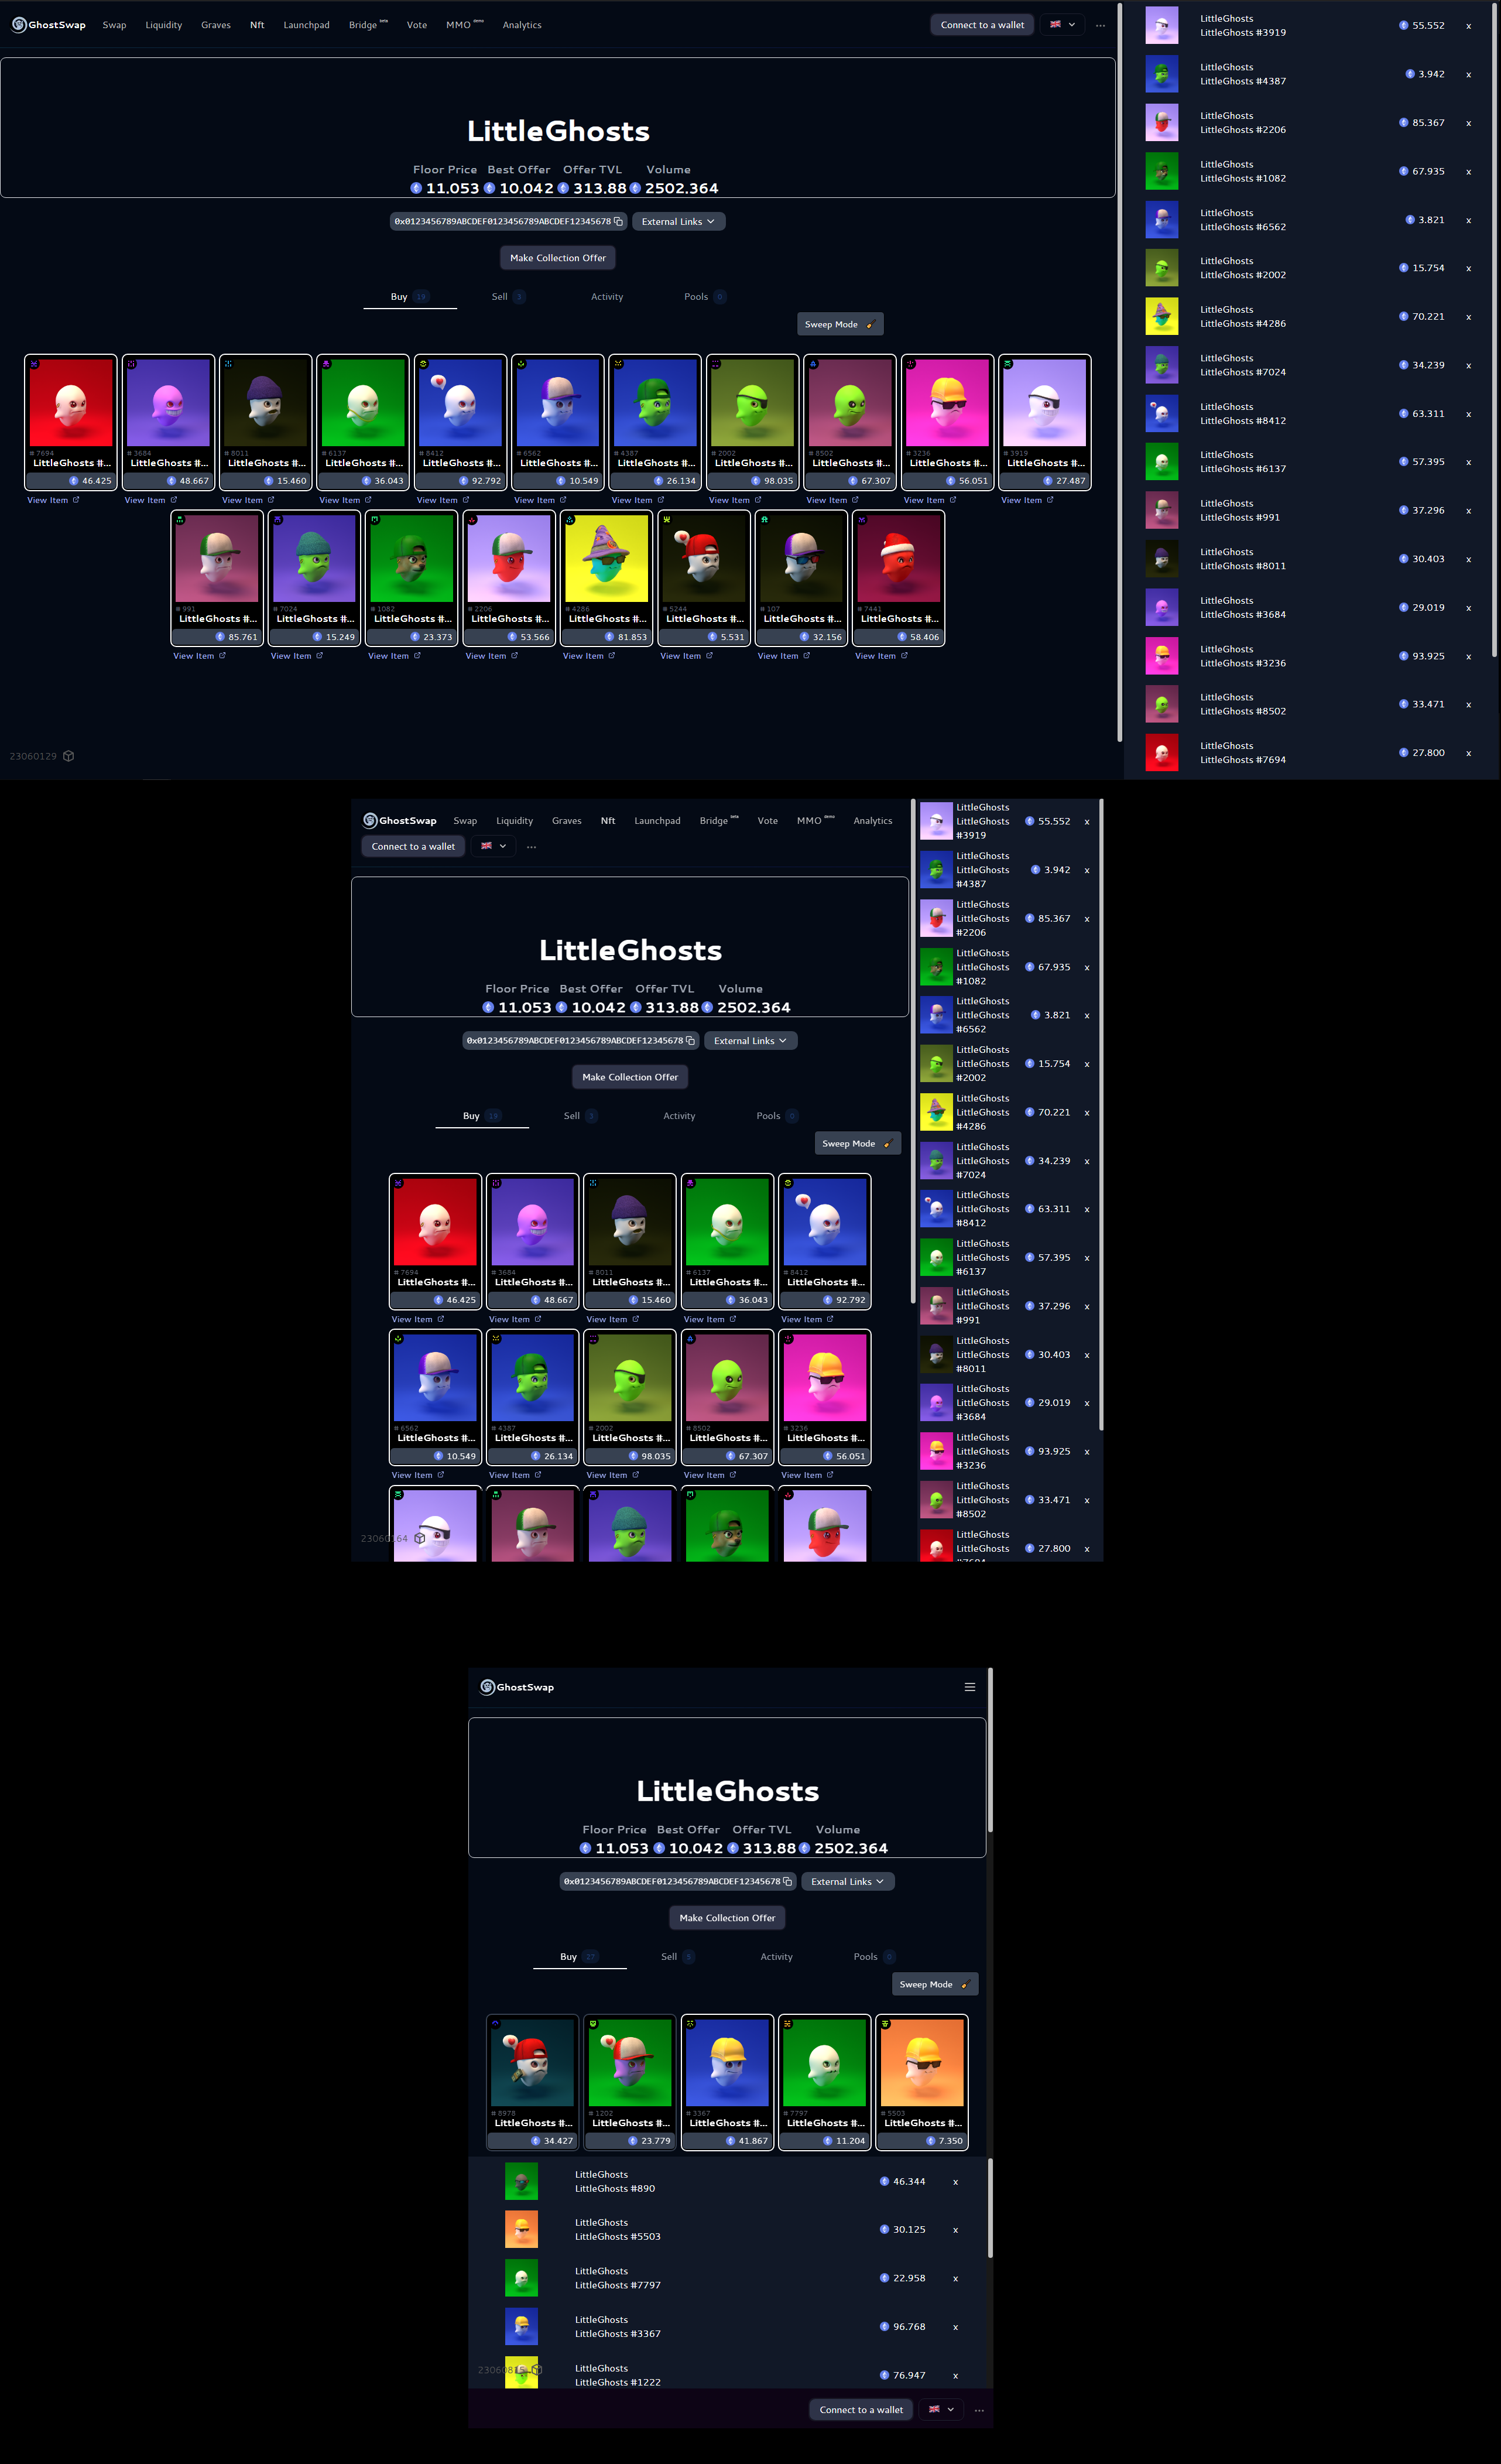 GhostSwap Swap Liquidity Graves Nft Launchpad Bridge beta Vote MMO demo Analytics Connect to a wallet ...
LittleGhosts
Floor Price Best Offer Offer TVL Volume
11.053 10.042 313.88 2502.364
0x0123456789ABCDEF0123456789ABCDEF12345678 External Links
Make Collection Offer
Buy 19 Sell 3 Activity Pools 0
Sweep Mode
# 7694 # 3684 # 8011 # 6137 # 8412 # 6562 # 4387 # 2002 # 8502 # 3236 # 3919
LittleGhosts #... LittleGhosts #... LittleGhosts #... LittleGhosts #... LittleGhosts #... LittleGhosts #... LittleGhosts #... LittleGhosts #... LittleGhosts #... LittleGhosts #... LittleGhosts #...
46.425 48.667 15.460 36.043 92.792 10.549 26.134 98.035 67.307 56.051 27.487
View Item View Item View Item View Item View Item View Item View Item View Item View Item View Item View Item
# 991 # 7024 # 1082 # 2206 # 4286 # 5244 # 107 # 7441
LittleGhosts #... LittleGhosts #... LittleGhosts #... LittleGhosts #... LittleGhosts #... LittleGhosts #... LittleGhosts #... LittleGhosts #...
85.761 15.249 23.373 53.566 81.853 5.531 32.156 58.406
View Item View Item View Item View Item View Item View Item View Item View Item
23060129
LittleGhosts
LittleGhosts #3919 55.552 x
LittleGhosts
LittleGhosts #4387 3.942 x
LittleGhosts
LittleGhosts #2206 85.367 x
LittleGhosts
LittleGhosts #1082 67.935 x
LittleGhosts
LittleGhosts #6562 3.821 x
LittleGhosts
LittleGhosts #2002 15.754 x
LittleGhosts
LittleGhosts #4286 70.221 x
LittleGhosts
LittleGhosts #7024 34.239 x
LittleGhosts
LittleGhosts #8412 63.311 x
LittleGhosts
LittleGhosts #6137 57.395 x
LittleGhosts
LittleGhosts #991 37.296 x
LittleGhosts
LittleGhosts #8011 30.403 x
LittleGhosts
LittleGhosts #3684 29.019 x
LittleGhosts
LittleGhosts #3236 93.925 x
LittleGhosts
LittleGhosts #8502 33.471 x
LittleGhosts
LittleGhosts #7694 27.800 x
GhostSwap Swap Liquidity Graves Nft Launchpad Bridge beta Vote MMO demo Analytics
Connect to a wallet ...
LittleGhosts
Floor Price Best Offer Offer TVL Volume
11.053 10.042 313.88 2502.364
0x0123456789ABCDEF0123456789ABCDEF12345678 External Links
Make Collection Offer
Buy 19 Sell 3 Activity Pools 0
Sweep Mode
# 7694 # 3684 # 8011 # 6137 # 8412
LittleGhosts #... LittleGhosts #... LittleGhosts #... LittleGhosts #... LittleGhosts #...
46.425 48.667 15.460 36.043 92.792
View Item View Item View Item View Item View Item
# 6562 # 4387 # 2002 # 8502 # 3236
LittleGhosts #... LittleGhosts #... LittleGhosts #... LittleGhosts #... LittleGhosts #...
10.549 26.134 98.035 67.307 56.051
View Item View Item View Item View Item View Item
23060164
LittleGhosts
LittleGhosts 55.552 x
#3919
LittleGhosts
LittleGhosts 3.942 x
#4387
LittleGhosts
LittleGhosts 85.367 x
#2206
LittleGhosts
LittleGhosts 67.935 x
#1082
LittleGhosts
LittleGhosts 3.821 x
#6562
LittleGhosts
LittleGhosts 15.754 x
#2002
LittleGhosts
LittleGhosts 70.221 x
#4286
LittleGhosts
LittleGhosts 34.239 x
#7024
LittleGhosts
LittleGhosts 63.311 x
#8412
LittleGhosts
LittleGhosts 57.395 x
#6137
LittleGhosts
LittleGhosts 37.296 x
#991
LittleGhosts
LittleGhosts 30.403 x
#8011
LittleGhosts
LittleGhosts 29.019 x
#3684
LittleGhosts
LittleGhosts 93.925 x
#3236
LittleGhosts
LittleGhosts 33.471 x
#8502
LittleGhosts
LittleGhosts 27.800 x
#7694
GhostSwap
LittleGhosts
Floor Price Best Offer Offer TVL Volume
11.053 10.042 313.88 2502.364
0x0123456789ABCDEF0123456789ABCDEF12345678 External Links
Make Collection Offer
Buy 27 Sell Activity Pools 0
Sweep Mode
# 8978 # 1202 # 3367 # 7797 # 5503
LittleGhosts #... LittleGhosts #... LittleGhosts #... LittleGhosts #... LittleGhosts #...
34.427 23.779 41.867 11.204 7.350
LittleGhosts
LittleGhosts #890 46.344 x
LittleGhosts
LittleGhosts #5503 30.125 x
LittleGhosts
LittleGhosts #7797 22.958 x
LittleGhosts
LittleGhosts #3367 96.768 x
LittleGhosts
LittleGhosts #1222 76.947 x
Connect to a wallet ...